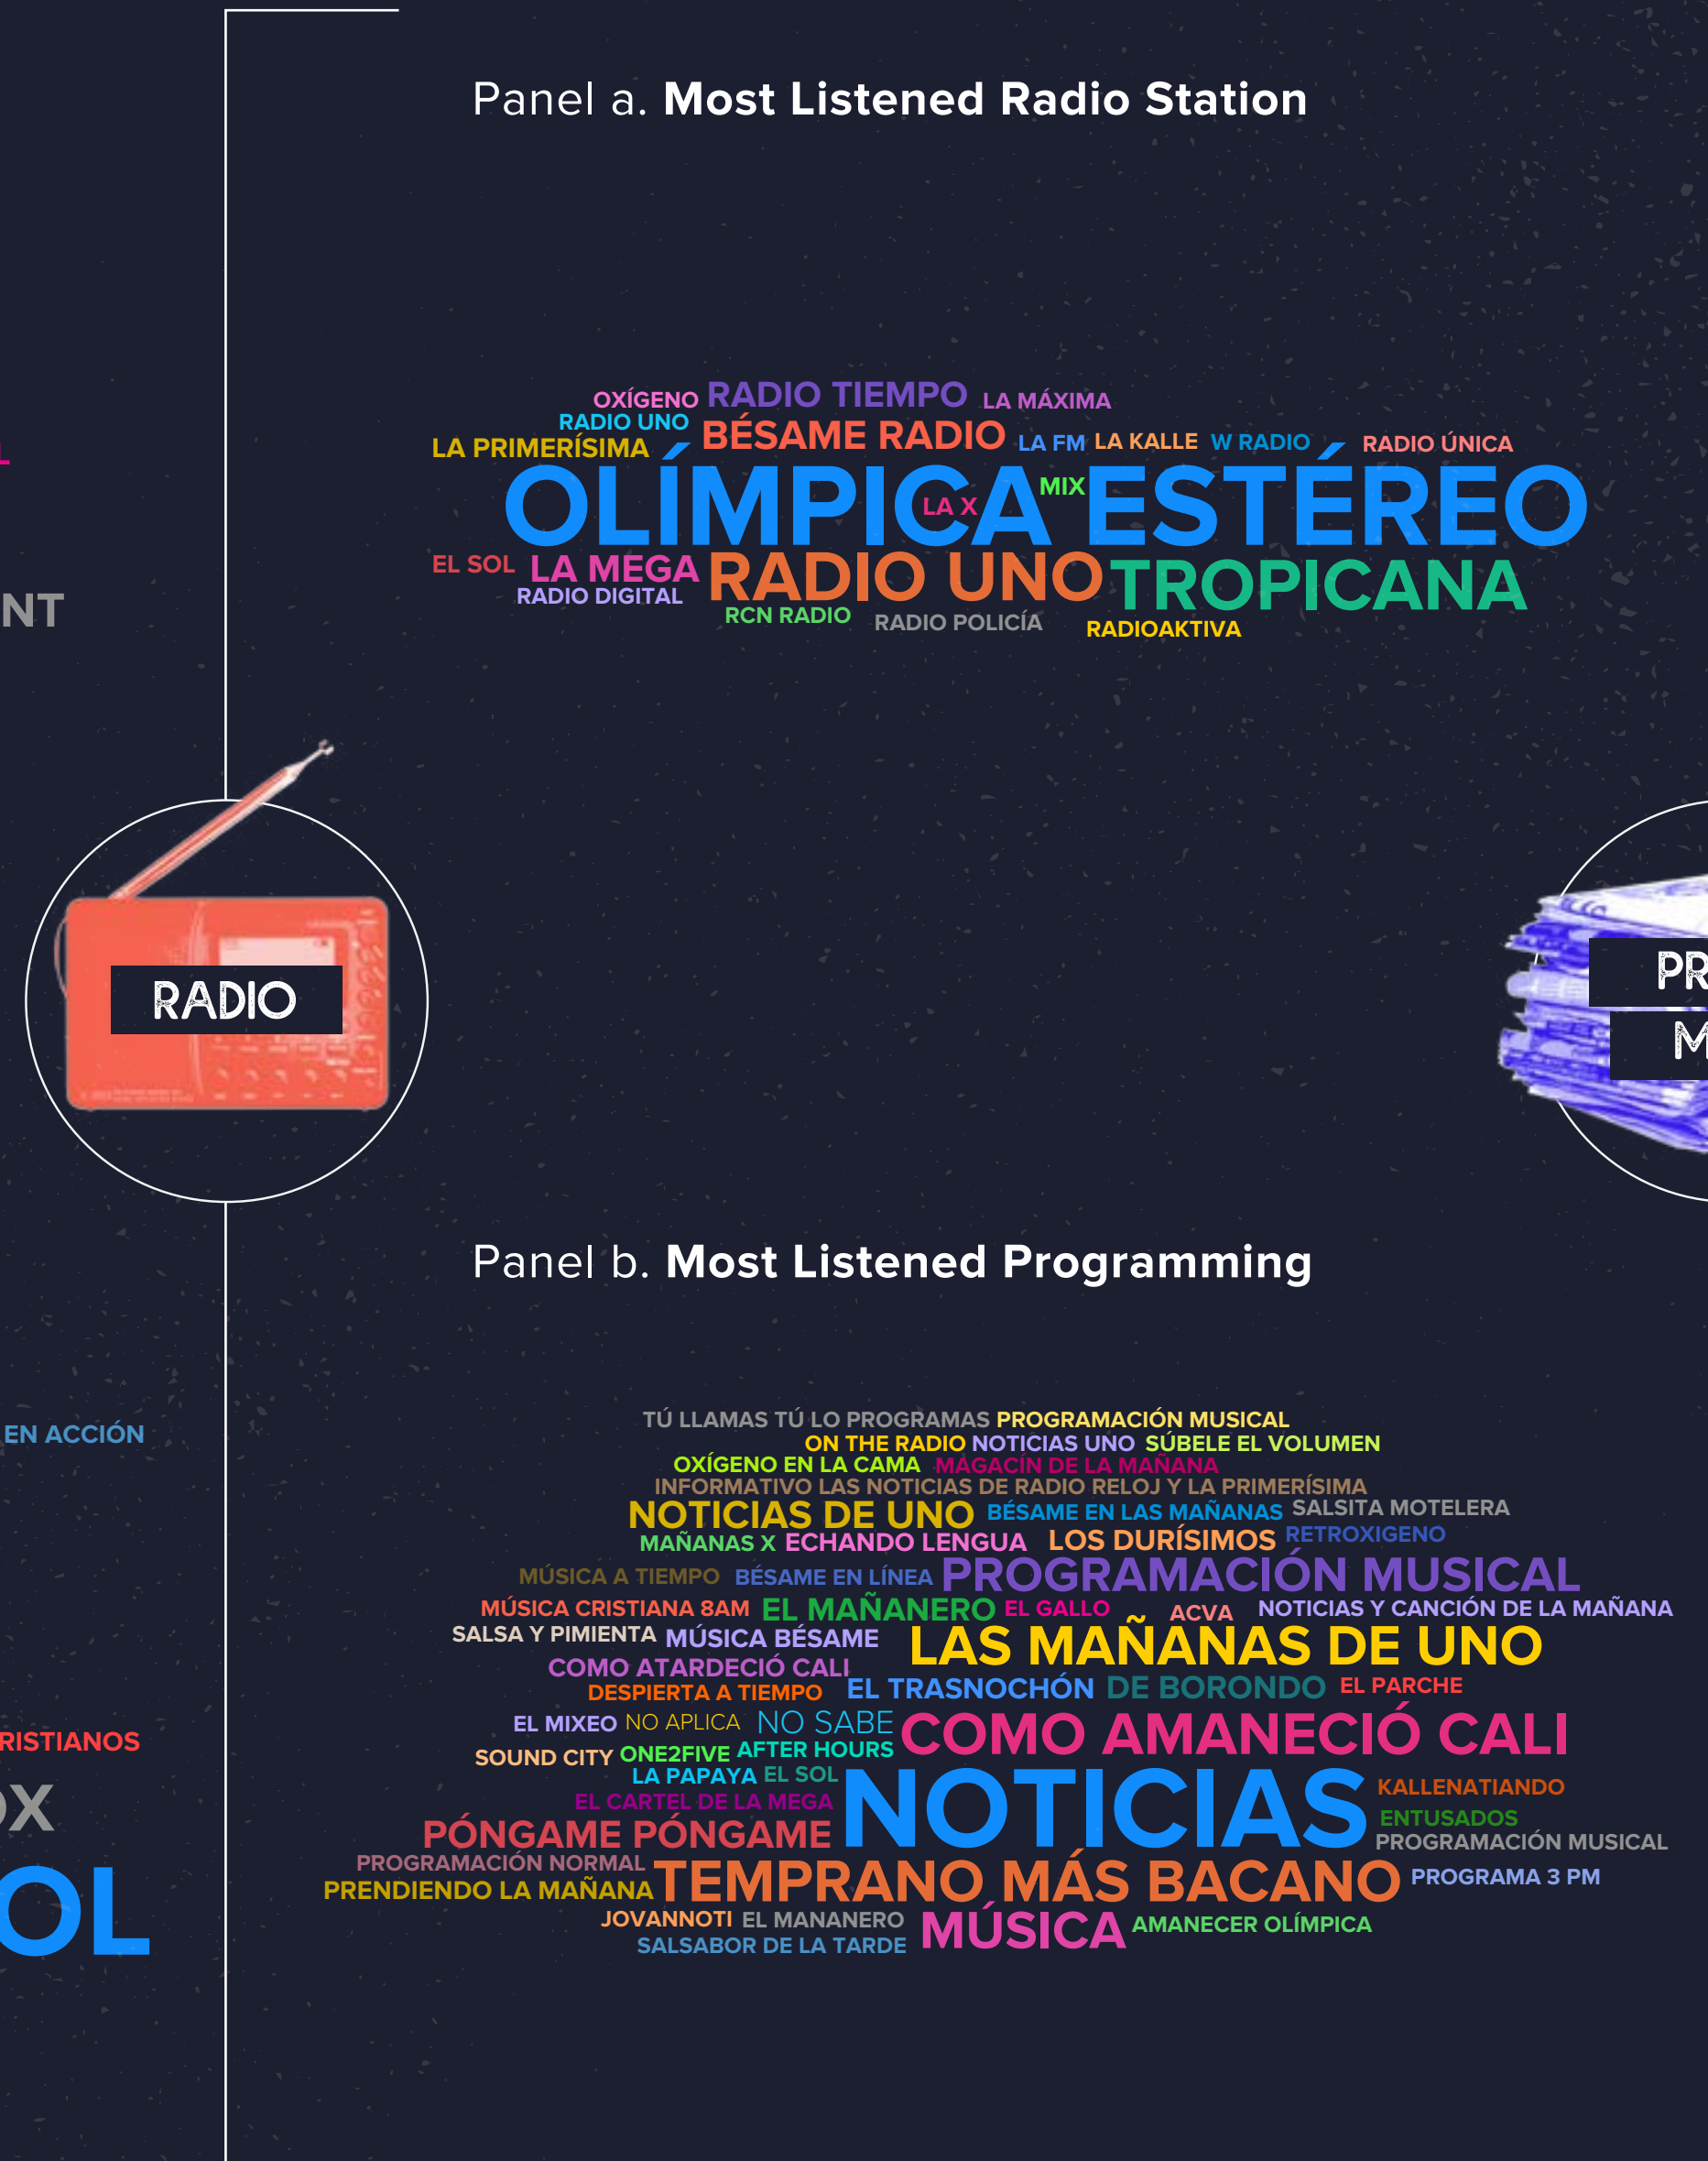 Panel a. Most Listened Radio Station
OXÍGENO RADIO TIEMPO LA MÁXIMA
RADIO UNO BÉSAME RADIO LA FM LA KALLE W RADIO RADIO ÚNICA
LA PRIMERÍSIMA
OLÍMPICA ESTÉREO
LA X MIX
EL SOL LA MEGA RADIO UNO TROPICANA
RADIO DIGITAL
RCN RADIO RADIO POLICÍA RADIOAKTIVA
NT
RADIO
PR
M
Panel b. Most Listened Programming
EN ACCIÓN
RISTIANOS
OX
OL
TÚ LLAMAS TÚ LO PROGRAMAS PROGRAMACIÓN MUSICAL
ON THE RADIO NOTICIAS UNO SÚBELE EL VOLUMEN
OXÍGENO EN LA CAMA MAGACÍN DE LA MAÑANA
INFORMATIVO LAS NOTICIAS DE RADIO RELOJ Y LA PRIMERÍSIMA
NOTICIAS DE UNO BÉSAME EN LAS MAÑANAS SALSITA MOTELERA
MAÑANAS X ECHANDO LENGUA LOS DURÍSIMOS RETROXIGENO
MÚSICA A TIEMPO BÉSAME EN LÍNEA PROGRAMACIÓN MUSICAL
MÚSICA CRISTIANA 8AM EL MAÑANERO EL GALLO ACVA NOTICIAS Y CANCIÓN DE LA MAÑANA
SALSA Y PIMIENTA MÚSICA BÉSAME LAS MAÑANAS DE UNO
COMO ATARDECIÓ CALI
DESPIERTA A TIEMPO EL TRASNOCHÓN DE BORONDO EL PARCHE
EL MIXEO NO APLICA NO SABE COMO AMANECIÓ CALI
SOUND CITY ONE2FIVE AFTER HOURS
LA PAPAYA EL SOL NOTICIAS KALLENATIANDO
EL CARTEL DE LA MEGA ENTUSADOS
PÓNGAME PÓNGAME PROGRAMACIÓN MUSICAL
PROGRAMACIÓN NORMAL TEMPRANO MÁS BACANO PROGRAMA 3 PM
PRENDIENDO LA MAÑANA
JOVANNOTI EL MANANERO MÚSICA AMANECER OLÍMPICA
SALSABOR DE LA TARDE